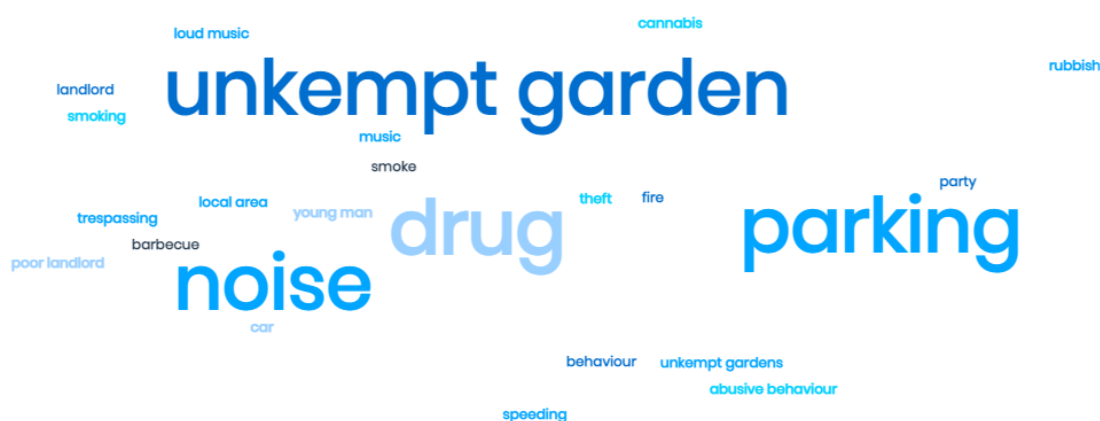 cannabis
loud music
rubbish
unkempt garden
landlord
smoking
music
smoke
party
theft
fire
local area
young man
trespassing
drug
parking
barbecue
poor landlord
noise
car
behaviour
unkempt gardens
abusive behaviour
speeding